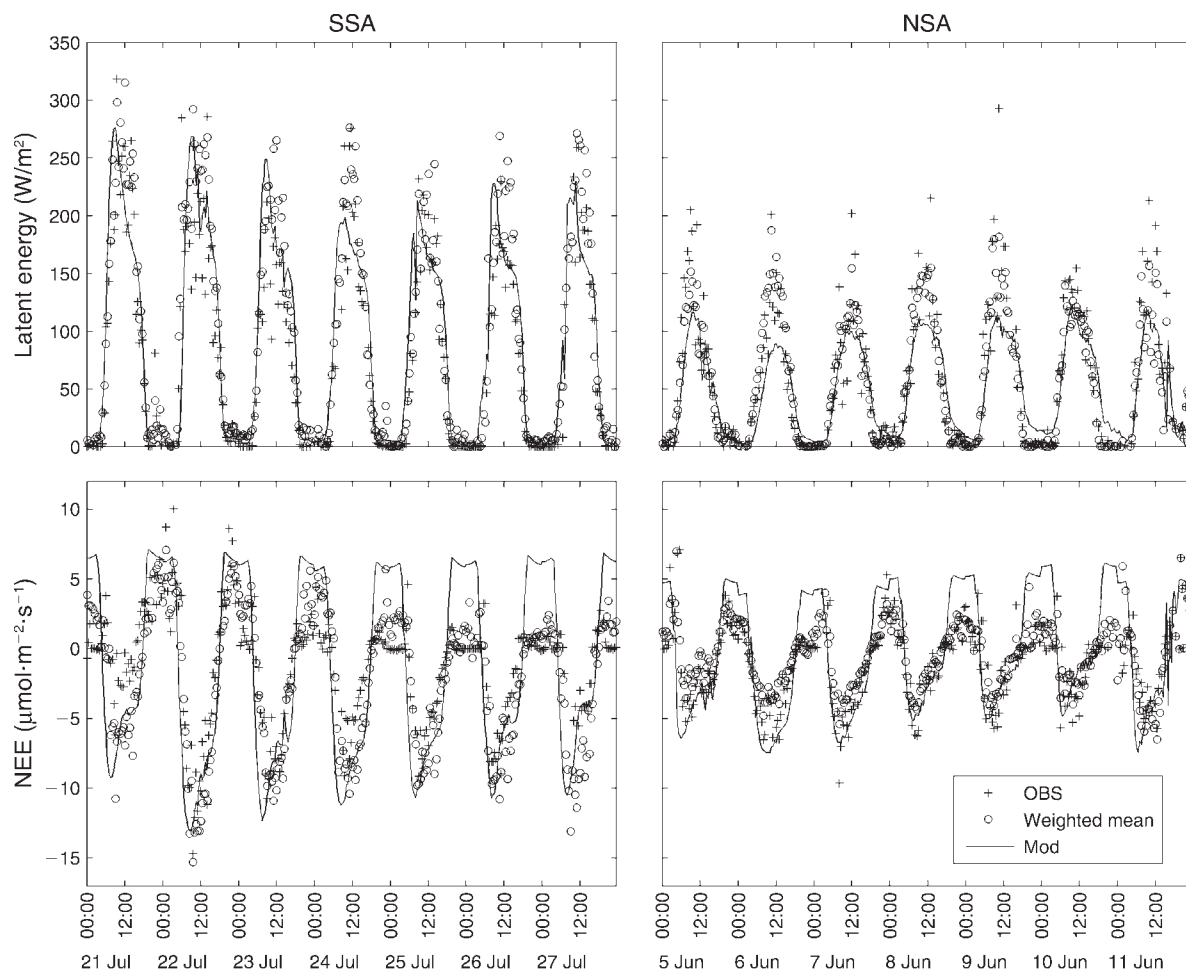 SSA
NSA
Latent energy (W/m²)
350
300
250
200
150
100
50
0
NEE (μmol·m⁻²·s⁻¹)
10
5
0
−5
−10
−15
OBS
Weighted mean
Mod
00:00 12:00 00:00 12:00 00:00 12:00 00:00 12:00 00:00 12:00 00:00 12:00 00:00 12:00
21 Jul 22 Jul 23 Jul 24 Jul 25 Jul 26 Jul 27 Jul
00:00 12:00 00:00 12:00 00:00 12:00 00:00 12:00 00:00 12:00 00:00 12:00 00:00 12:00
5 Jun 6 Jun 7 Jun 8 Jun 9 Jun 10 Jun 11 Jun